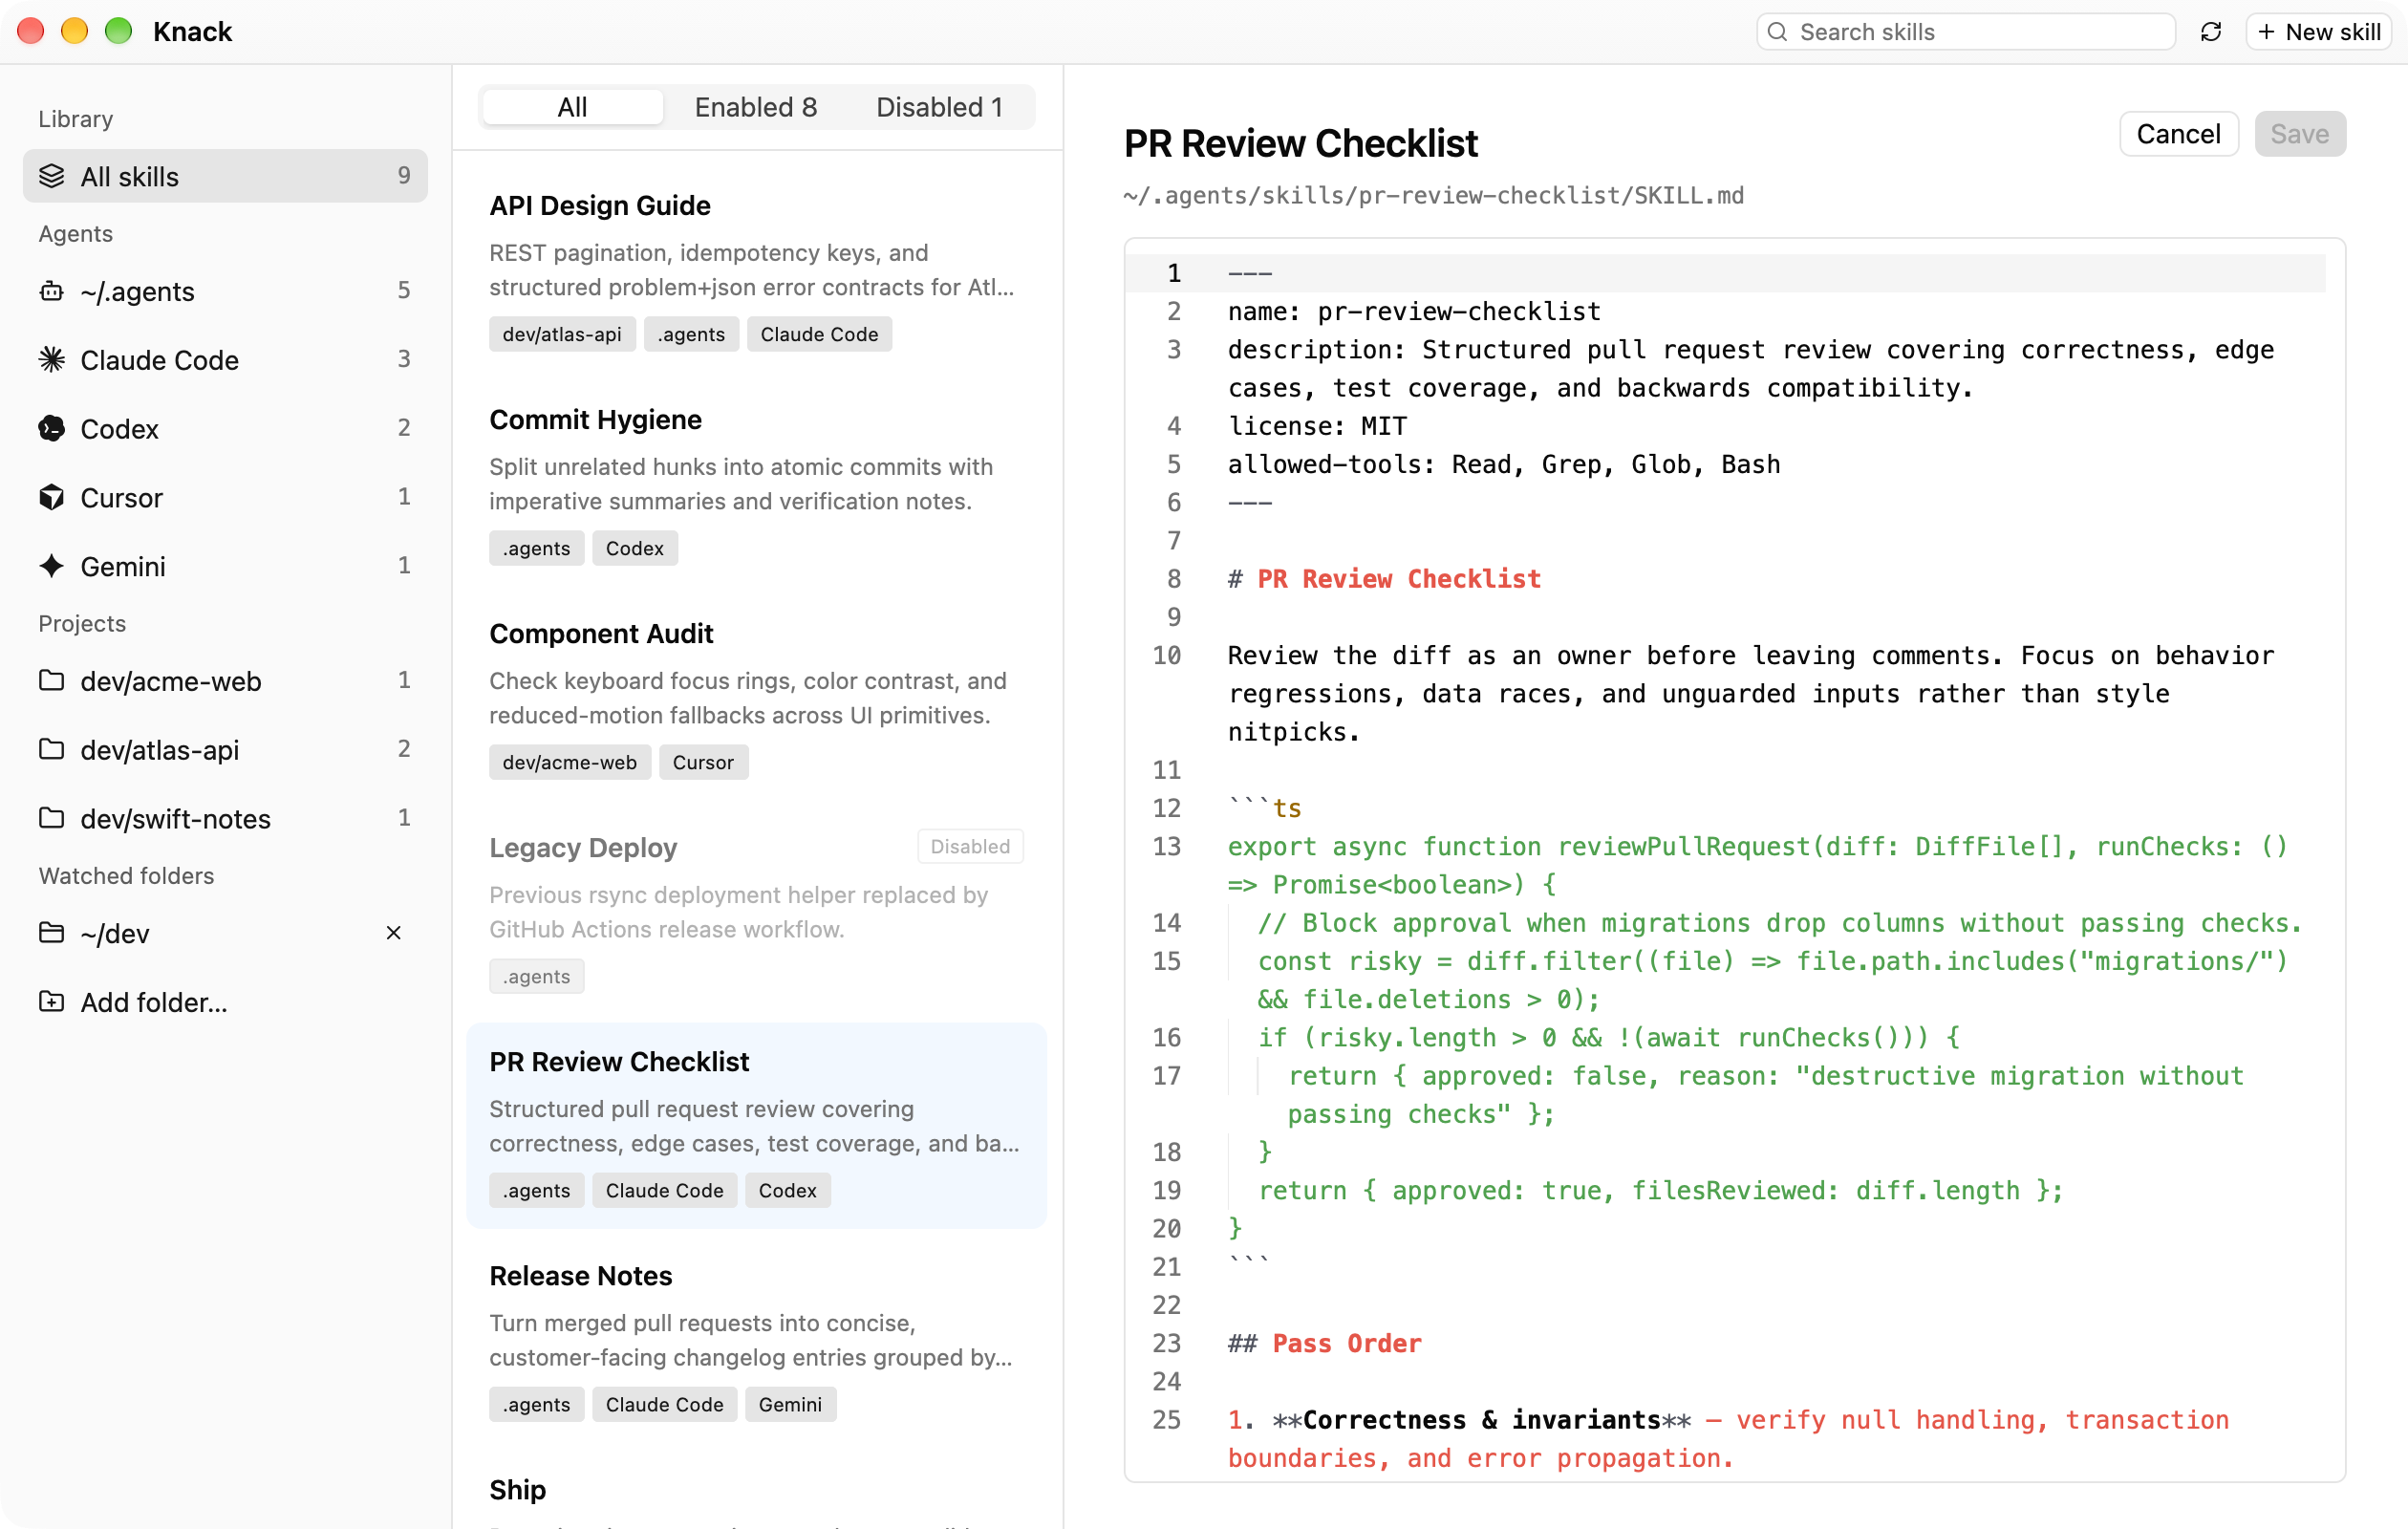 Knack
Search skills
New skill
Library
All skills 9
Agents
~/.agents 5
Claude Code 3
Codex 2
Cursor 1
Gemini 1
Projects
dev/acme-web 1
dev/atlas-api 2
dev/swift-notes 1
Watched folders
~/dev
Add folder...
All Enabled 8 Disabled 1
API Design Guide
REST pagination, idempotency keys, and
structured problem+json error contracts for Atl...
dev/atlas-api .agents Claude Code
Commit Hygiene
Split unrelated hunks into atomic commits with
imperative summaries and verification notes.
.agents Codex
Component Audit
Check keyboard focus rings, color contrast, and
reduced-motion fallbacks across UI primitives.
dev/acme-web Cursor
Legacy Deploy Disabled
Previous rsync deployment helper replaced by
GitHub Actions release workflow.
.agents
PR Review Checklist
Structured pull request review covering
correctness, edge cases, test coverage, and ba...
.agents Claude Code Codex
Release Notes
Turn merged pull requests into concise,
customer-facing changelog entries grouped by...
.agents Claude Code Gemini
Ship
PR Review Checklist
Cancel Save
~/.agents/skills/pr-review-checklist/SKILL.md
1 ---
2 name: pr-review-checklist
3 description: Structured pull request review covering correctness, edge
cases, test coverage, and backwards compatibility.
4 license: MIT
5 allowed-tools: Read, Grep, Glob, Bash
6 ---
7
8 # PR Review Checklist
9
10 Review the diff as an owner before leaving comments. Focus on behavior
regressions, data races, and unguarded inputs rather than style
nitpicks.
11
12 ```ts
13 export async function reviewPullRequest(diff: DiffFile[], runChecks: ()
=> Promise<boolean>) {
14 // Block approval when migrations drop columns without passing checks.
15 const risky = diff.filter((file) => file.path.includes("migrations/")
&& file.deletions > 0);
16 if (risky.length > 0 && !(await runChecks())) {
17 return { approved: false, reason: "destructive migration without
passing checks" };
18 }
19 return { approved: true, filesReviewed: diff.length };
20 }
21 ```
22
23 ## Pass Order
24
25 1. **Correctness & invariants** — verify null handling, transaction
boundaries, and error propagation.